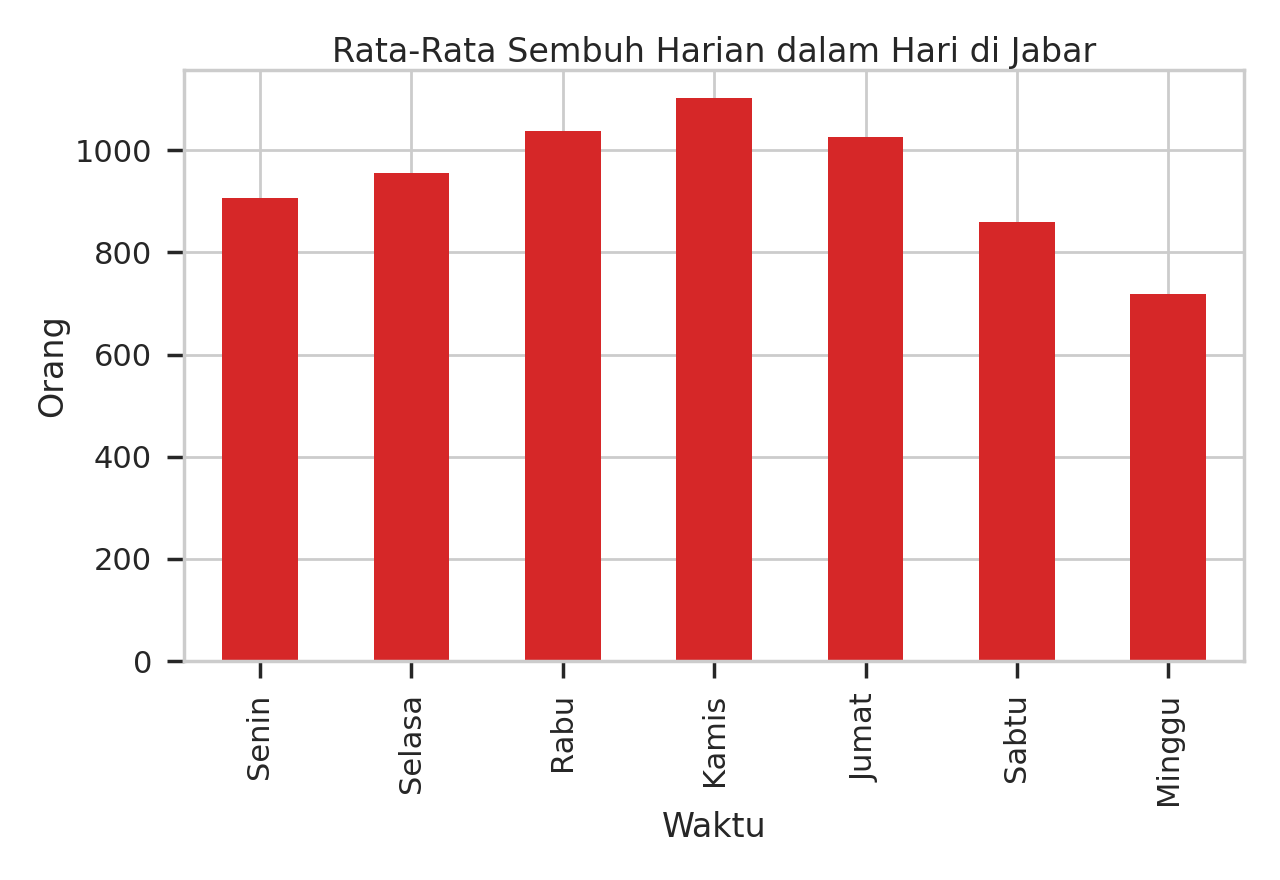 Rata-Rata Sembuh Harian dalam Hari di Jabar
1000
800
600
400
200
0
Orang
Senin
Selasa
Rabu
Kamis
Jumat
Sabtu
Minggu
Waktu